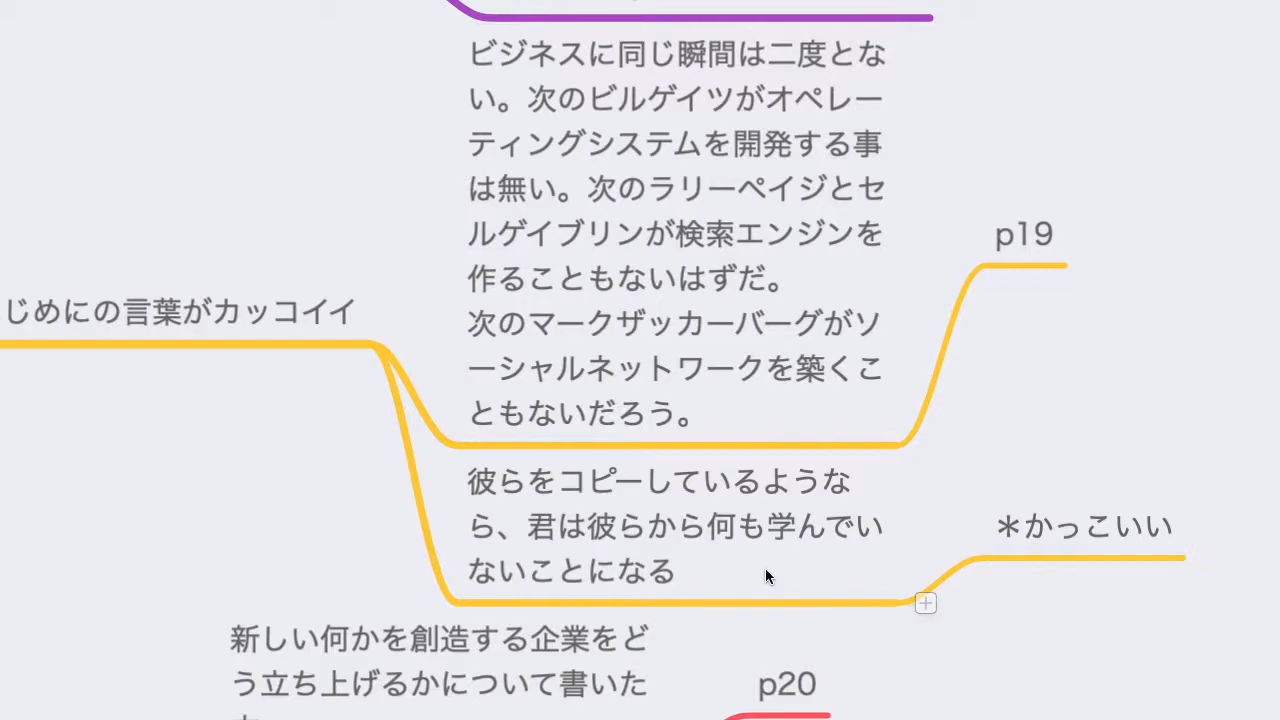 じめにの言葉がカッコイイ
ビジネスに同じ瞬間は二度とな
い。次のビルゲイツがオペレー
ティングシステムを開発する事
は無い。次のラリーペイジとセ
ルゲイブリンが検索エンジンを
作ることもないはずだ。
次のマークザッカーバーグがソ
ーシャルネットワークを築くこ
ともないだろう。
p19
彼らをコピーしているような
ら、君は彼らから何も学んでい
ないことになる
＊かっこいい
新しい何かを創造する企業をど
う立ち上げるかについて書いた
p20